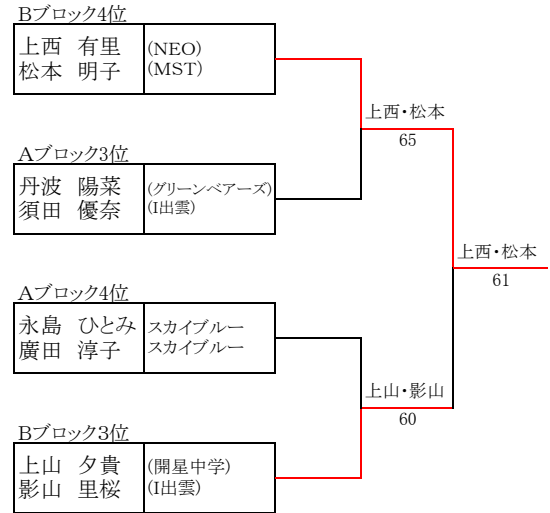 Bブロック4位
上西 有里 (NEO)
松本 明子 (MST)
上西・松本
65
Aブロック3位
丹波 陽菜 (グリーンベアーズ)
須田 優奈 (I出雲)
上西・松本
61
Aブロック4位
永島 ひとみ スカイブルー
廣田 淳子 スカイブルー
上山・影山
60
Bブロック3位
上山 夕貴 (開星中学)
影山 里桜 (I出雲)